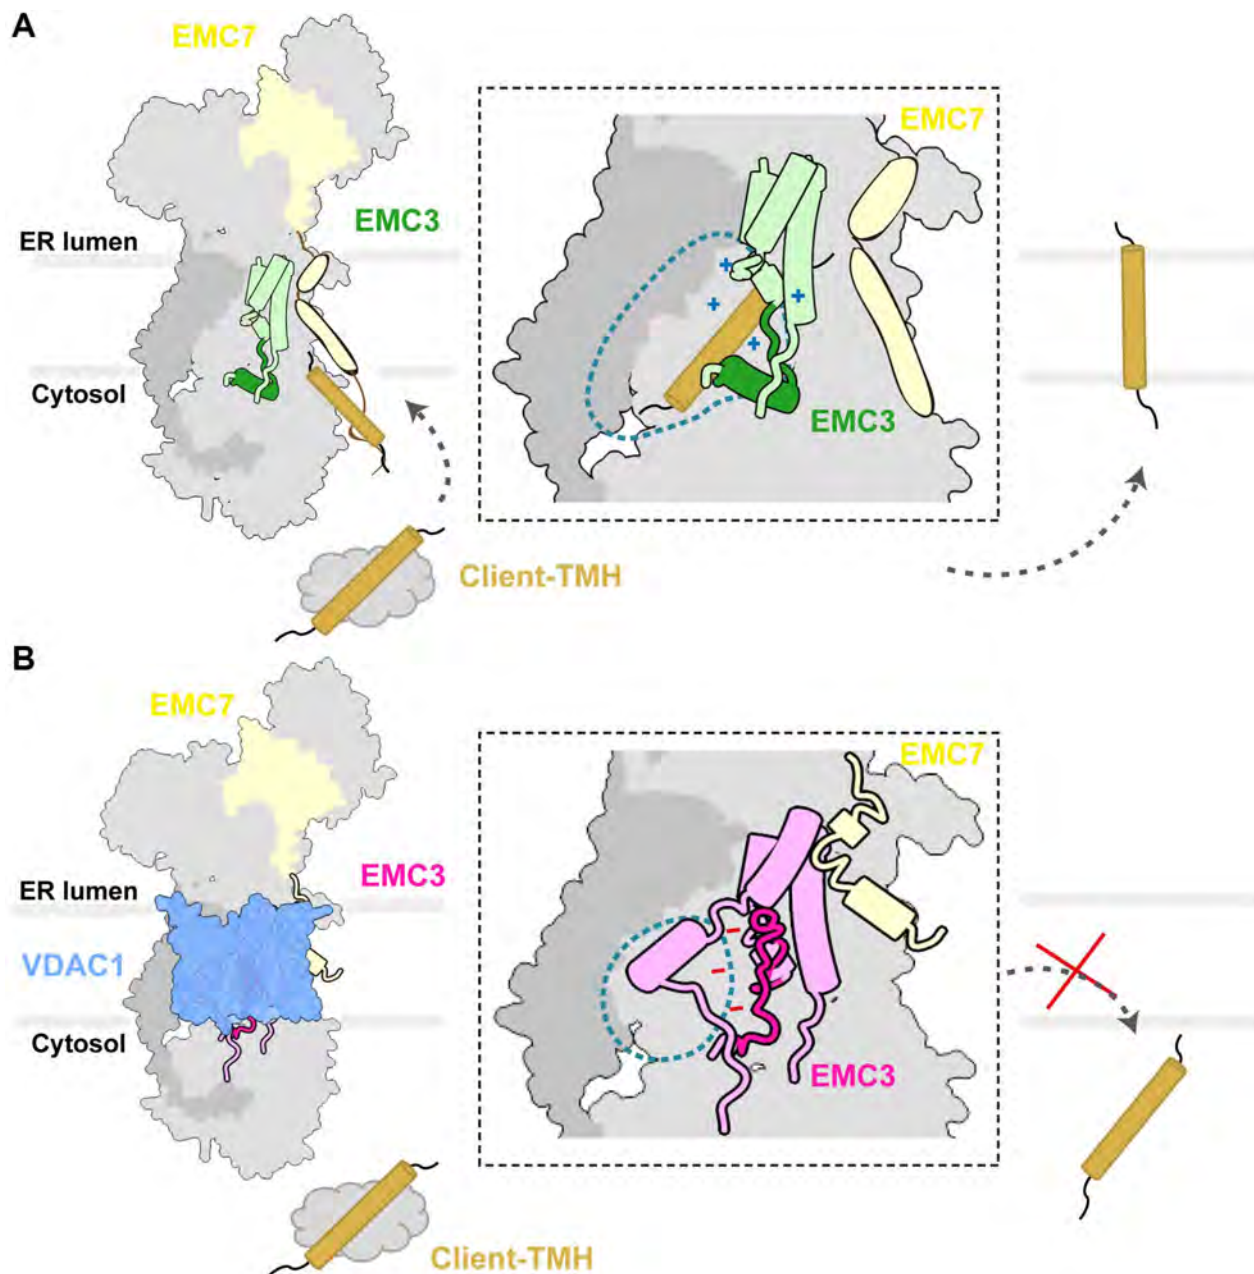 A
EMC7
EMC7
EMC3
ER lumen
Cytosol
+
+
+
+
EMC3
Client-TMH
B
EMC7
EMC7
EMC3
ER lumen
VDAC1
Cytosol
EMC3
Client-TMH